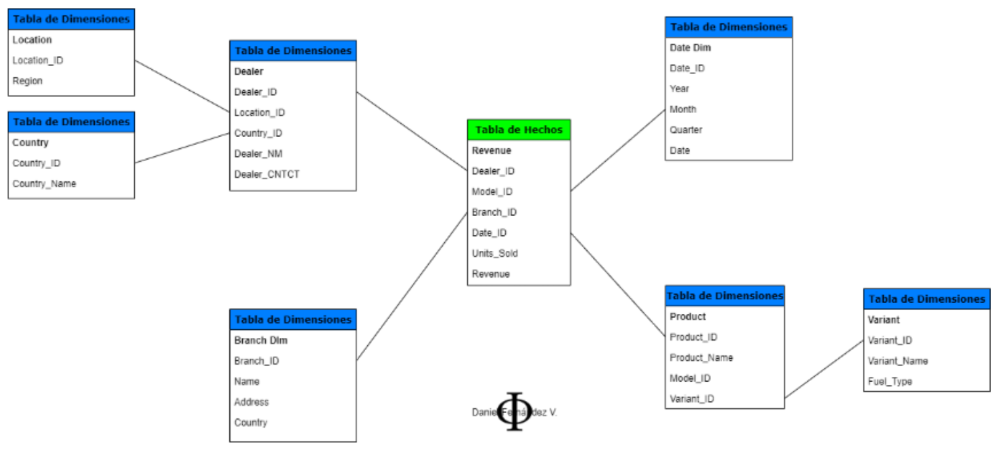 Tabla de Dimensiones
Location
Location_ID
Region
Tabla de Dimensiones
Country
Country_ID
Country_Name
Tabla de Dimensiones
Dealer
Dealer_ID
Location_ID
Country_ID
Dealer_NM
Dealer_CNTCT
Tabla de Dimensiones
Branch Dim
Branch_ID
Name
Address
Country
Tabla de Hechos
Revenue
Dealer_ID
Model_ID
Branch_ID
Date_ID
Units_Sold
Revenue
Tabla de Dimensiones
Date Dim
Date_ID
Year
Month
Quarter
Date
Tabla de Dimensiones
Product
Product_ID
Product_Name
Model_ID
Variant_ID
Tabla de Dimensiones
Variant
Variant_ID
Variant_Name
Fuel_Type
Φ
Daniel Fernández V.